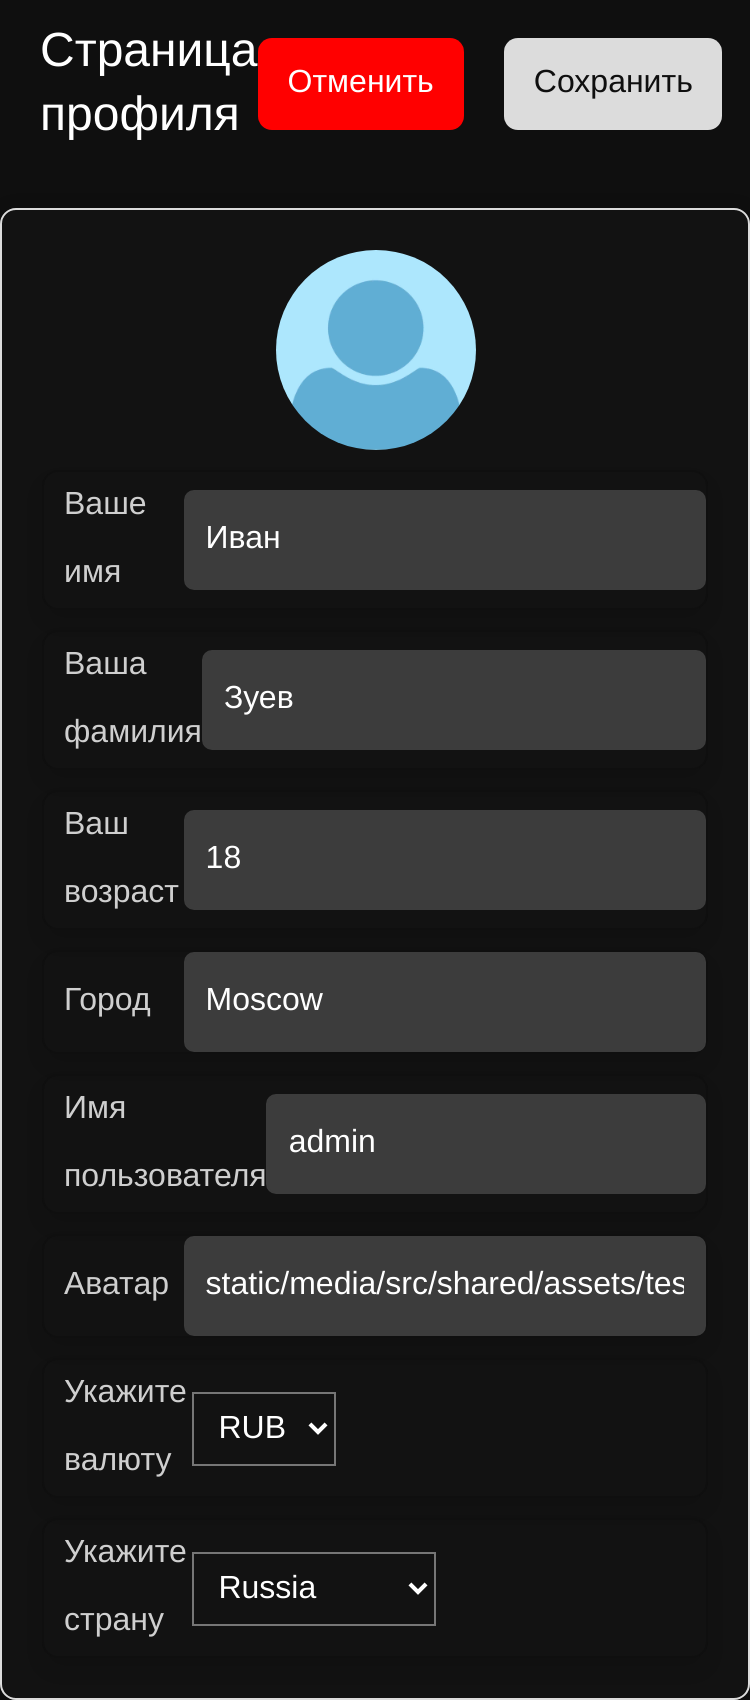 Страница
профиля
Отменить
Сохранить
Ваше
имя
Иван
Ваша
фамилия
Зуев
Ваш
возраст
18
Город
Moscow
Имя
пользователя
admin
Аватар
static/media/src/shared/assets/tes
Укажите
валюту
RUB
Укажите
страну
Russia